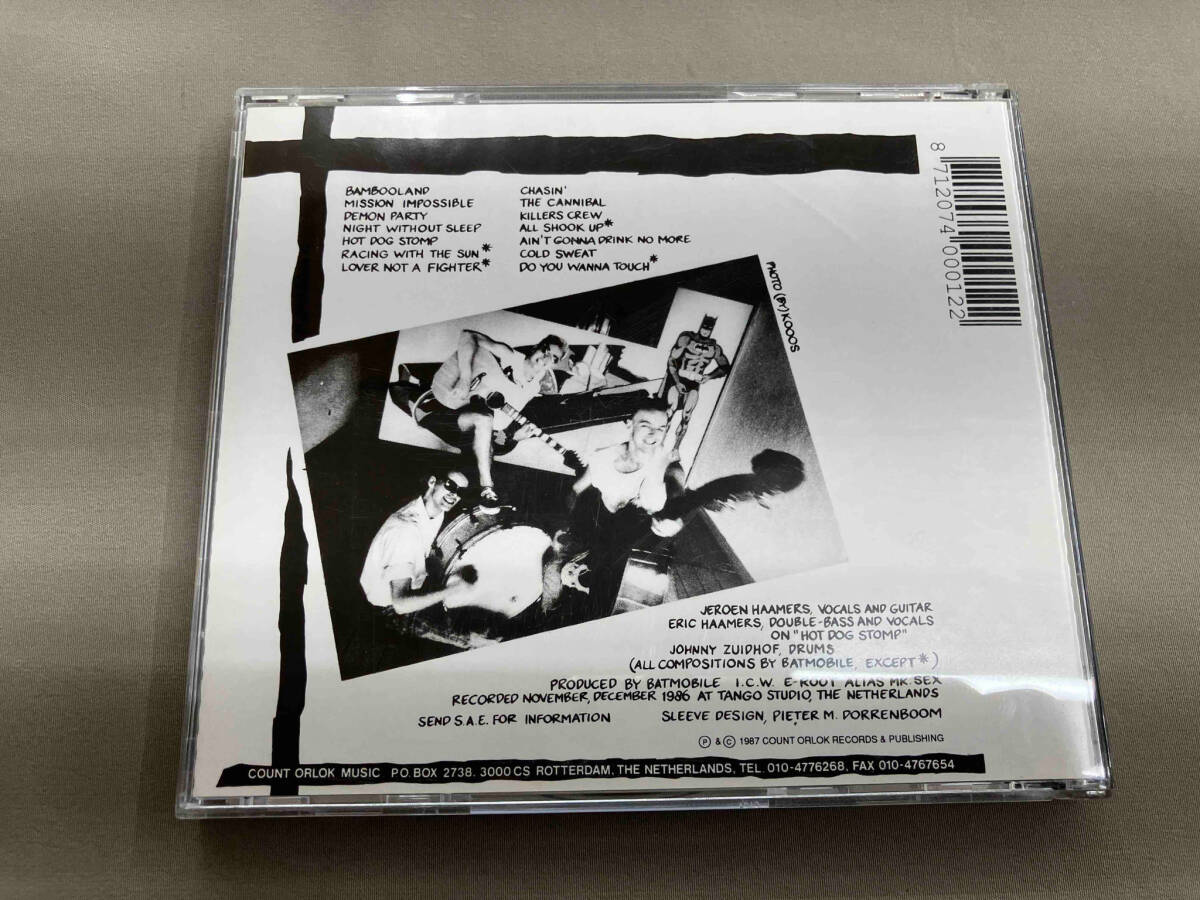 BAMBOOLAND
MISSION IMPOSSIBLE
DEMON PARTY
NIGHT WITHOUT SLEEP
HOT DOG STOMP
RACING WITH THE SUN*
LOVER NOT A FIGHTER*
CHASIN'
THE CANNIBAL
KILLERS CREW
ALL SHOOK UP*
AIN'T GONNA DRINK NO MORE
COLD SWEAT
DO YOU WANNA TOUCH*
8 712074 000122
PHOTO (BY) KOOOS
JEROEN HAAMERS, VOCALS AND GUITAR
ERIC HAAMERS, DOUBLE-BASS AND VOCALS
ON "HOT DOG STOMP"
JOHNNY ZUIDHOF, DRUMS
(ALL COMPOSITIONS BY BATMOBILE, EXCEPT*)
PRODUCED BY BATMOBILE I.C.W. E-ROOT ALIAS MR. SEX
RECORDED NOVEMBER, DECEMBER 1986 AT TANGO STUDIO, THE NETHERLANDS
SEND S.A.E. FOR INFORMATION SLEEVE DESIGN, PIETER M. DORRENBOOM
℗ & © 1987 COUNT ORLOK RECORDS & PUBLISHING
COUNT ORLOK MUSIC P.O. BOX 2738. 3000 CS ROTTERDAM, THE NETHERLANDS, TEL. 010-4776268, FAX 010-4767654